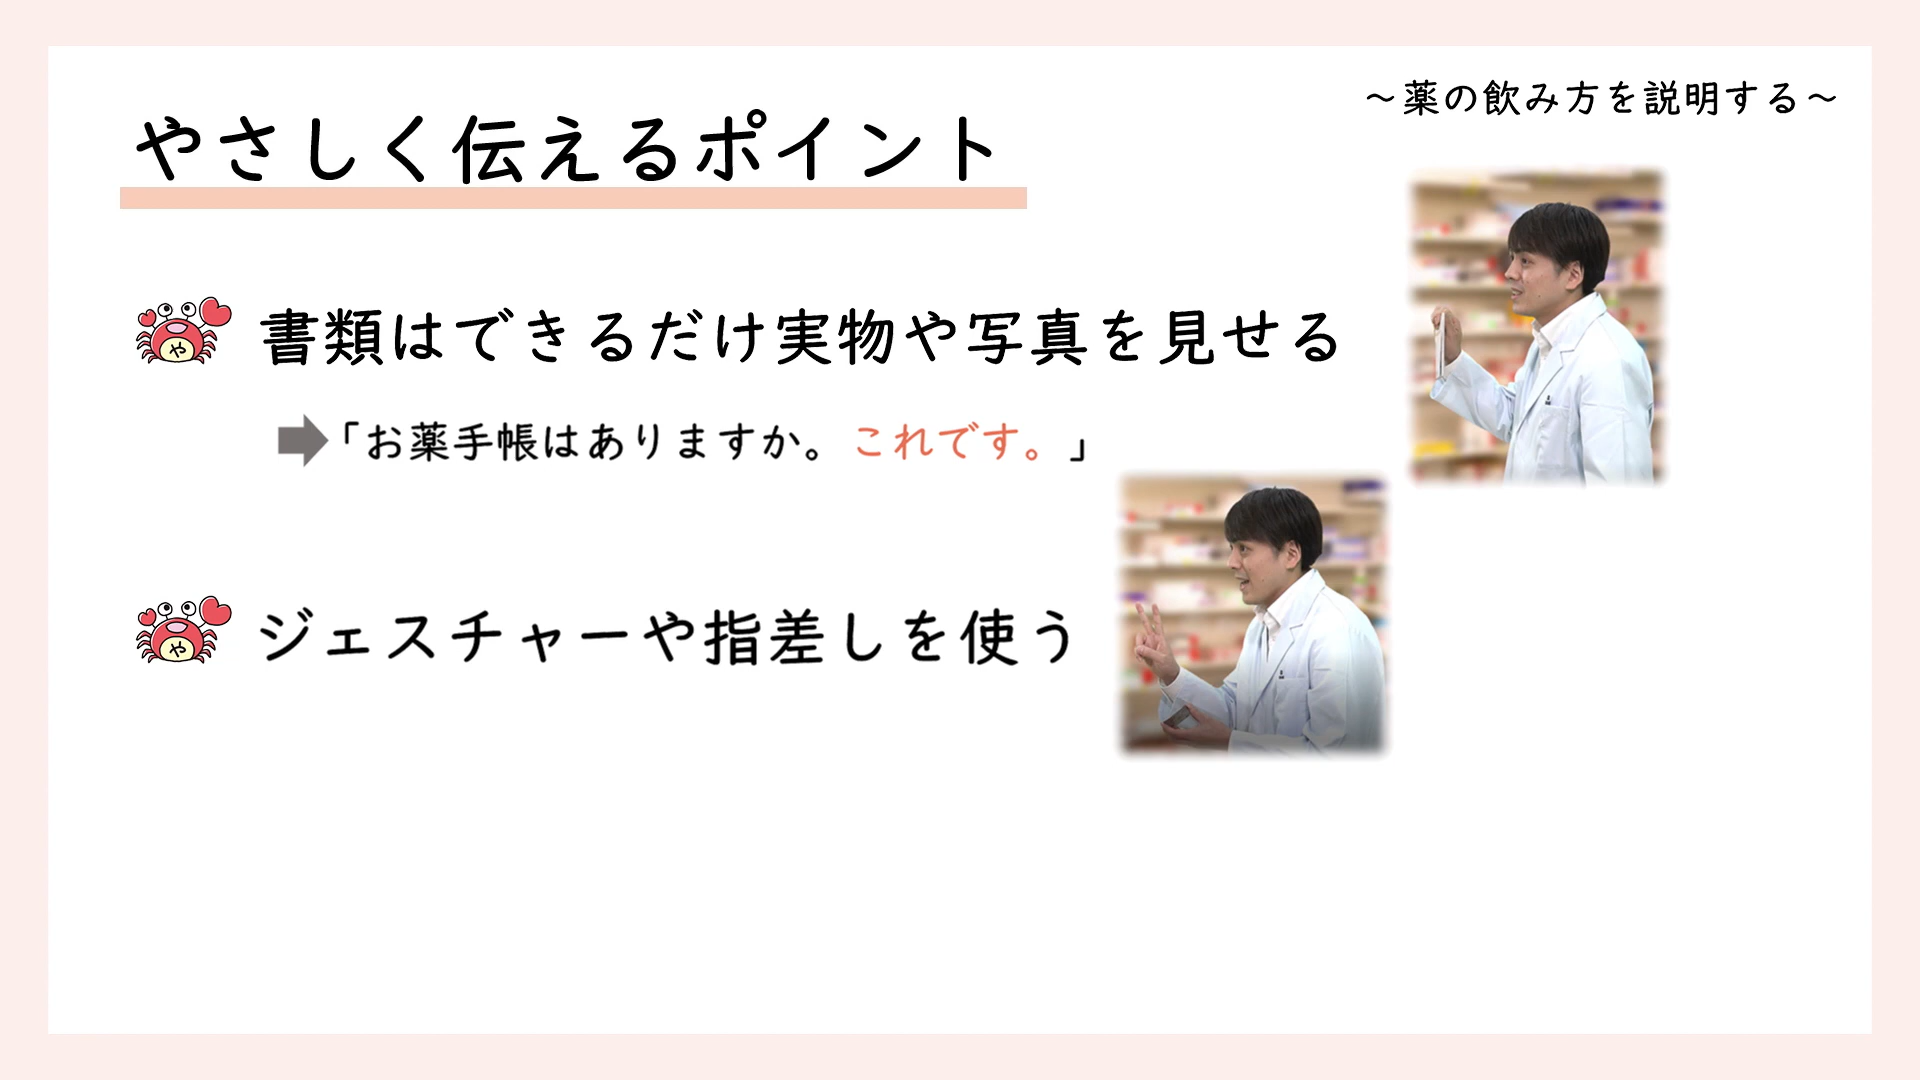 ～薬の飲み方を説明する～
やさしく伝えるポイント
や
書類はできるだけ実物や写真を見せる
「お薬手帳はありますか。これです。」
や
ジェスチャーや指差しを使う